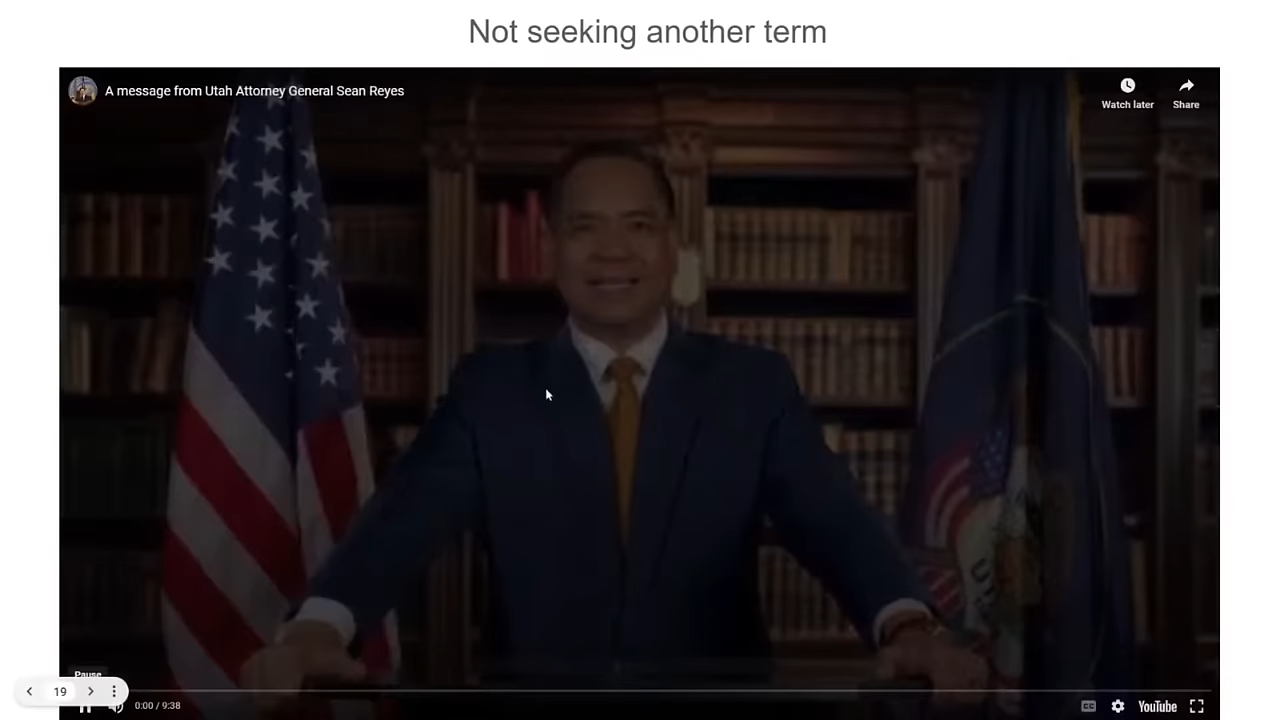 Not seeking another term
A message from Utah Attorney General Sean Reyes
Watch later
Share
Pause
19
0:00 / 9:38
CC
YouTube